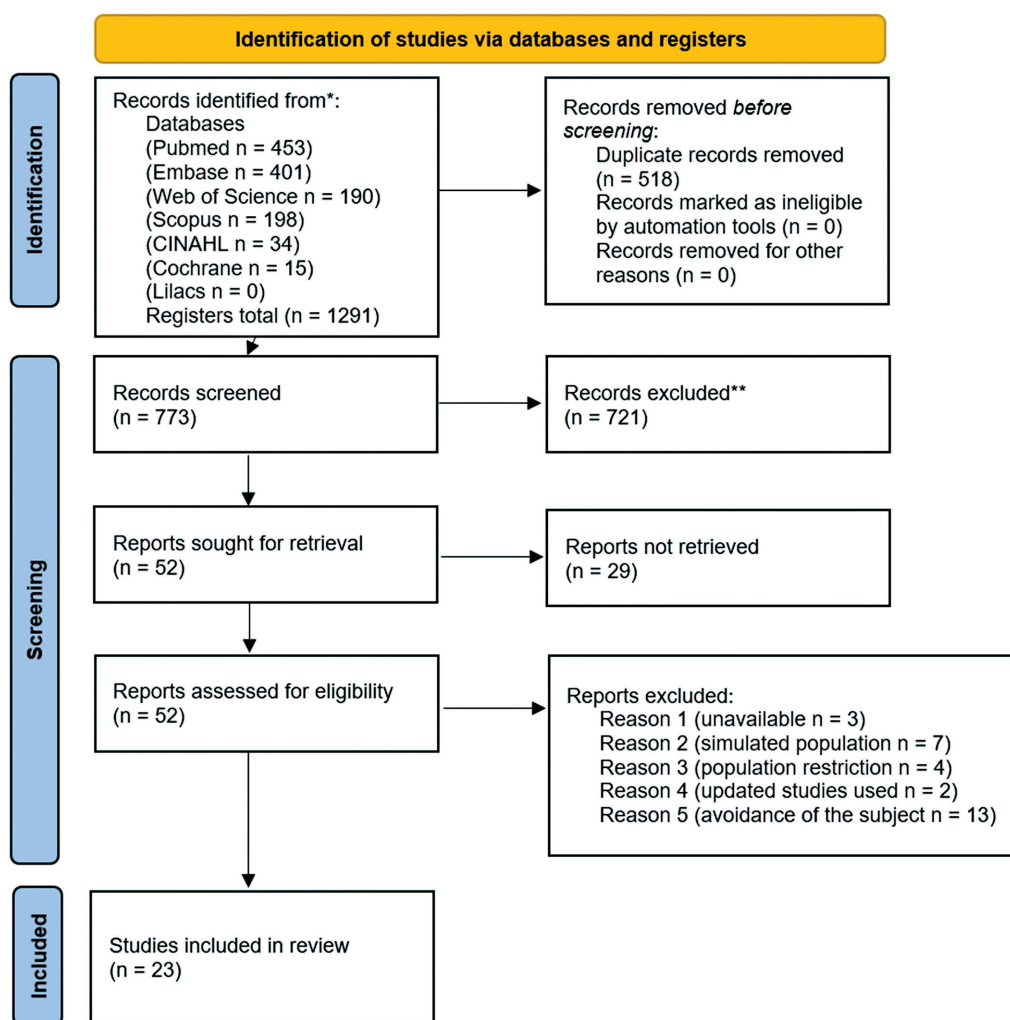 Identification of studies via databases and registers
Identification
Records identified from*:
Databases
(Pubmed n = 453)
(Embase n = 401)
(Web of Science n = 190)
(Scopus n = 198)
(CINAHL n = 34)
(Cochrane n = 15)
(Lilacs n = 0)
Registers total (n = 1291)
Records removed before
screening:
Duplicate records removed
(n = 518)
Records marked as ineligible
by automation tools (n = 0)
Records removed for other
reasons (n = 0)
Screening
Records screened
(n = 773)
Records excluded**
(n = 721)
Reports sought for retrieval
(n = 52)
Reports not retrieved
(n = 29)
Reports assessed for eligibility
(n = 52)
Reports excluded:
Reason 1 (unavailable n = 3)
Reason 2 (simulated population n = 7)
Reason 3 (population restriction n = 4)
Reason 4 (updated studies used n = 2)
Reason 5 (avoidance of the subject n = 13)
Included
Studies included in review
(n = 23)